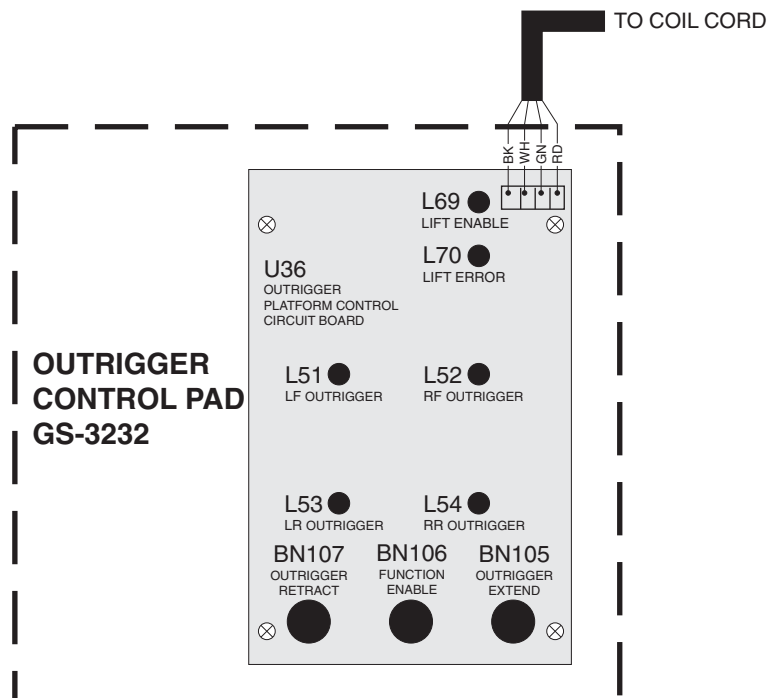 TO COIL CORD
BK
WH
GN
RD
L69
LIFT ENABLE
L70
LIFT ERROR
U36
OUTRIGGER
PLATFORM CONTROL
CIRCUIT BOARD
OUTRIGGER
CONTROL PAD
GS-3232
L51
LF OUTRIGGER
L52
RF OUTRIGGER
L53
LR OUTRIGGER
L54
RR OUTRIGGER
BN107
OUTRIGGER
RETRACT
BN106
FUNCTION
ENABLE
BN105
OUTRIGGER
EXTEND